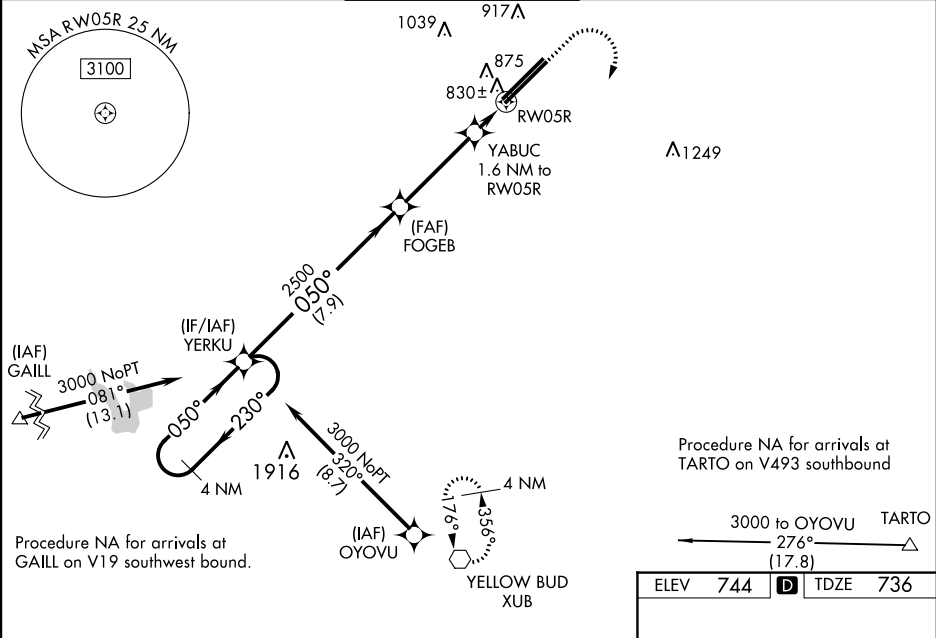 MSA RW05R 25 NM
3100
1039
917
875
830±
RW05R
YABUC
1.6 NM to
RW05R
1249
(FAF)
FOGEB
2500
050°
(7.9)
(IF/IAF)
YERKU
(IAF)
GAILL
3000 NoPT
081°
(13.1)
050°
230°
4 NM
1916
3000 NoPT
320°
(8.7)
(IAF)
OYOVU
4 NM
176°
356°
YELLOW BUD
XUB
Procedure NA for arrivals at
GAILL on V19 southwest bound.
Procedure NA for arrivals at
TARTO on V493 southbound
3000 to OYOVU
276°
(17.8)
TARTO
ELEV 744 D TDZE 736